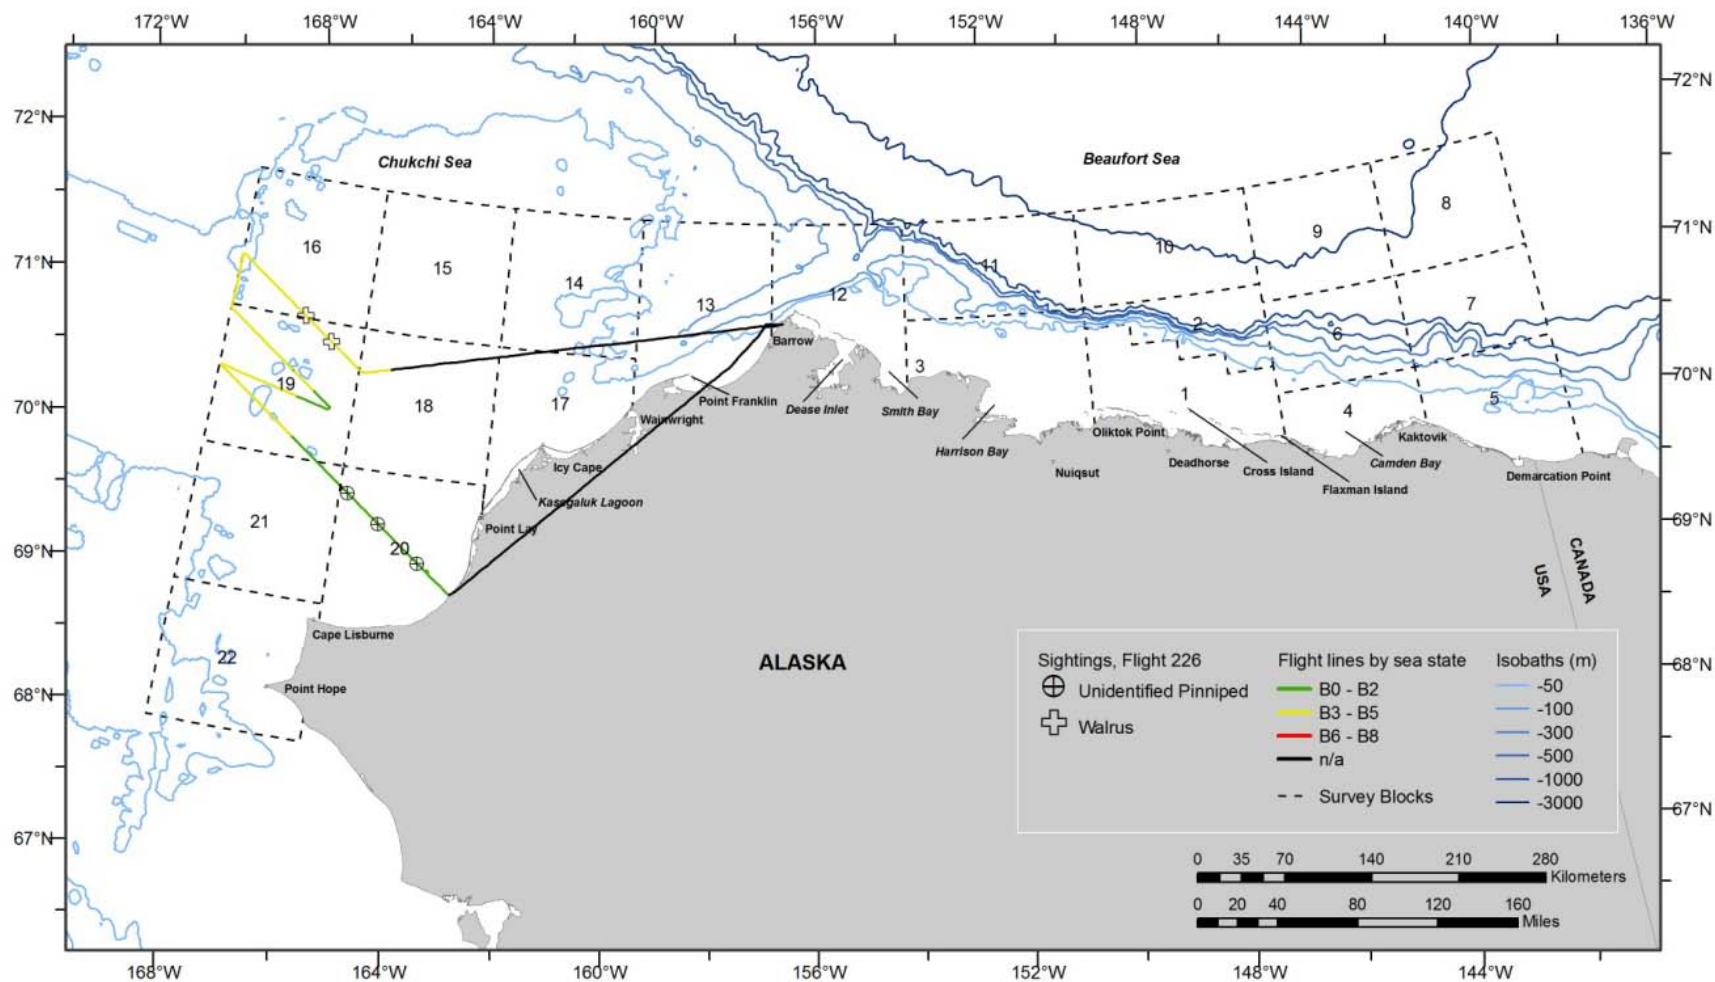 172°W 168°W 164°W 160°W 156°W 152°W 148°W 144°W 140°W 136°W
72°N 72°N
Chukchi Sea Beaufort Sea
8
9
16 10
71°N 15 11 71°N
14
13 12 7
2 6
Barrow
3
19 70°N
18 17 Point Franklin Dease Inlet Smith Bay 1 4 5
70°N
Wainwright
Harrison Bay Oliktok Point Kaktovik
Icy Cape Nuiqsut Deadhorse Cross Island Camden Bay Demarcation Point
Kasegaluk Lagoon Flaxman Island
21 Point Lay 69°N
69°N 20
USA CANADA
Cape Lisburne
22 ALASKA 68°N
68°N Point Hope
67°N 67°N
Sightings, Flight 226
Unidentified Pinniped
Walrus
Flight lines by sea state
B0 - B2
B3 - B5
B6 - B8
n/a
Survey Blocks
Isobaths (m)
-50
-100
-300
-500
-1000
-3000
0 35 70 140 210 280
Kilometers
0 20 40 80 120 160
Miles
168°W 164°W 160°W 156°W 152°W 148°W 144°W